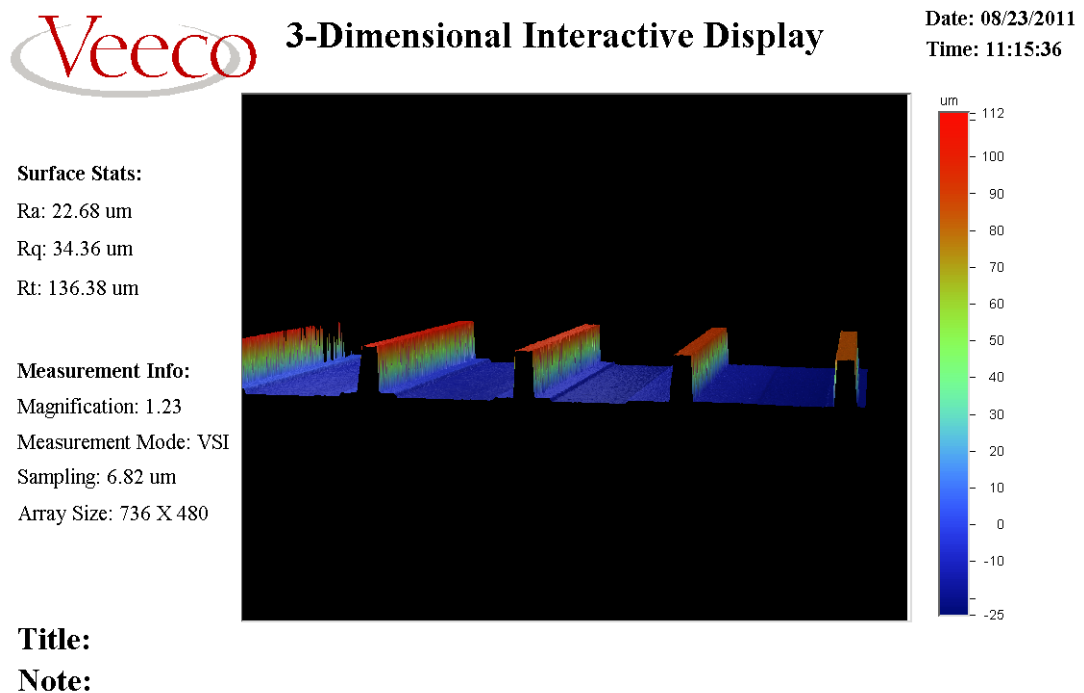 Veeco
3-Dimensional Interactive Display
Date: 08/23/2011
Time: 11:15:36
Surface Stats:
Ra: 22.68 um
Rq: 34.36 um
Rt: 136.38 um
Measurement Info:
Magnification: 1.23
Measurement Mode: VSI
Sampling: 6.82 um
Array Size: 736 X 480
um
112
100
90
80
70
60
50
40
30
20
10
0
-10
-25
Title:
Note: